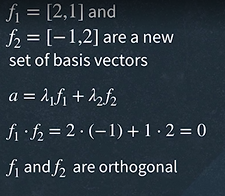 f₁ = [2,1] and
f₂ = [−1,2] are a new
set of basis vectors
a = λ₁f₁ + λ₂f₂
f₁ · f₂ = 2 · (−1) + 1 · 2 = 0
f₁ and f₂ are orthogonal